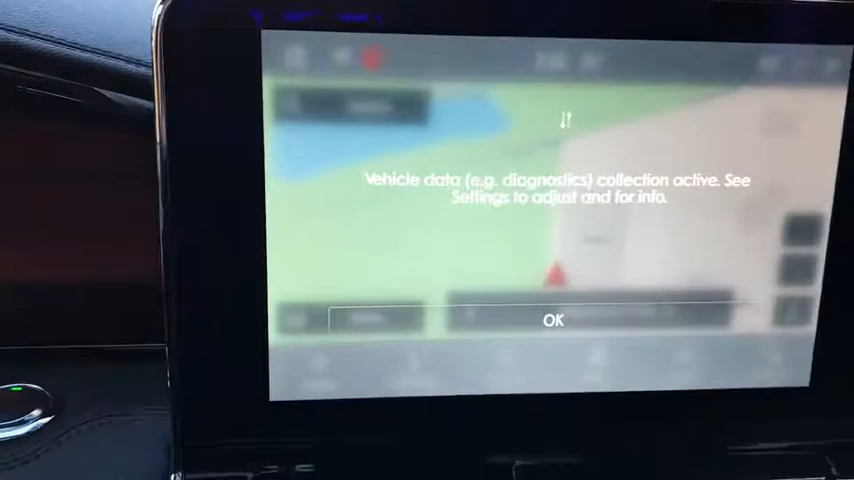 Vehicle data (e.g. diagnostics) collection active. See
Settings to adjust and for info.
OK